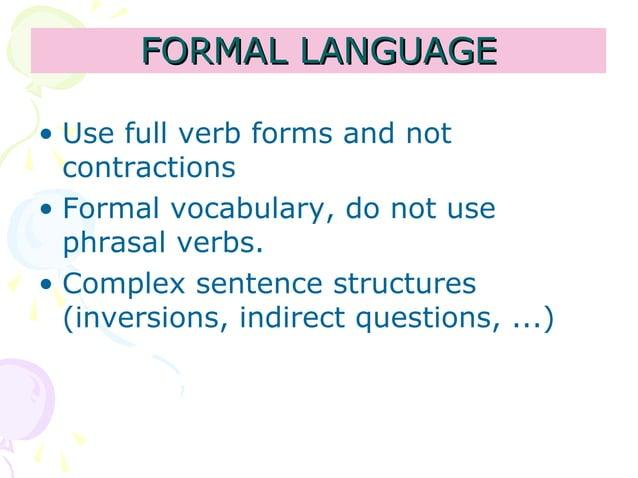 FORMAL LANGUAGE
• Use full verb forms and not
contractions
• Formal vocabulary, do not use
phrasal verbs.
• Complex sentence structures
(inversions, indirect questions, ...)